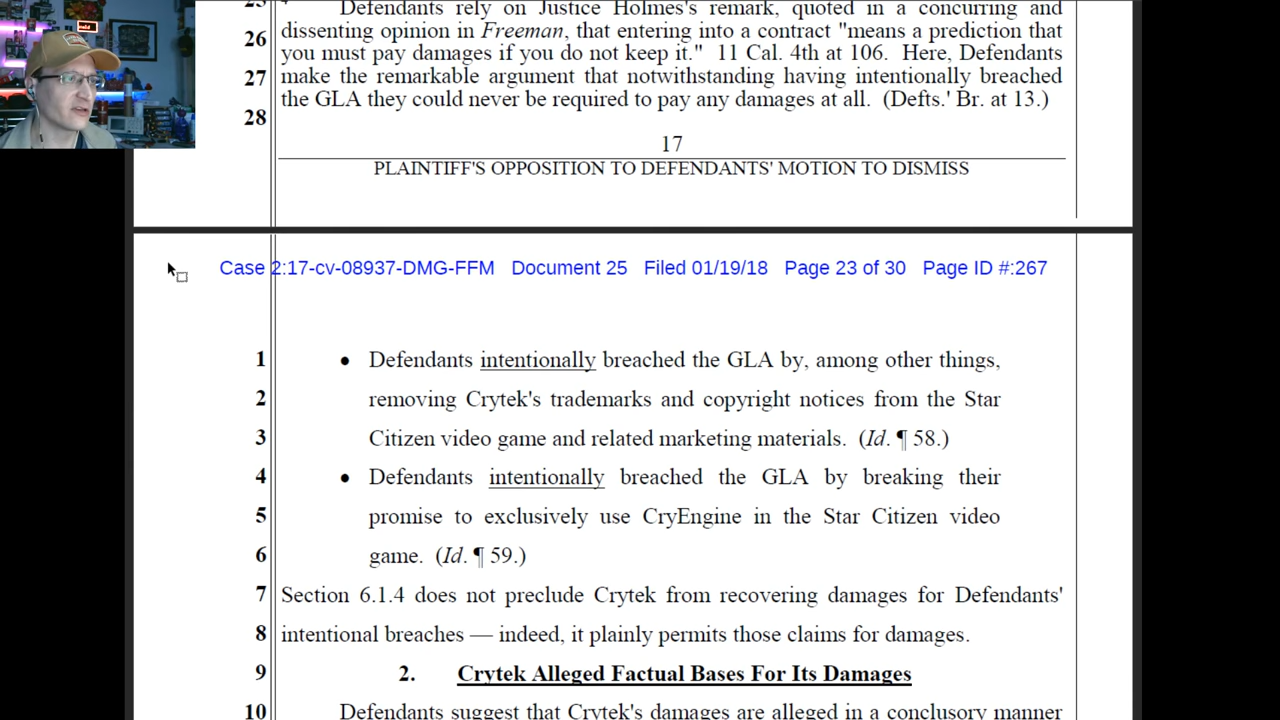 25 Defendants rely on Justice Holmes's remark, quoted in a concurring and
26 dissenting opinion in Freeman, that entering into a contract "means a prediction that
you must pay damages if you do not keep it." 11 Cal. 4th at 106. Here, Defendants
27 make the remarkable argument that notwithstanding having intentionally breached
the GLA they could never be required to pay any damages at all. (Defts.' Br. at 13.)
28
17
PLAINTIFF'S OPPOSITION TO DEFENDANTS' MOTION TO DISMISS
Case 2:17-cv-08937-DMG-FFM Document 25 Filed 01/19/18 Page 23 of 30 Page ID #:267
1 • Defendants intentionally breached the GLA by, among other things,
2 removing Crytek's trademarks and copyright notices from the Star
3 Citizen video game and related marketing materials. (Id. ¶ 58.)
4 • Defendants intentionally breached the GLA by breaking their
5 promise to exclusively use CryEngine in the Star Citizen video
6 game. (Id. ¶ 59.)
7 Section 6.1.4 does not preclude Crytek from recovering damages for Defendants'
8 intentional breaches — indeed, it plainly permits those claims for damages.
9 2. Crytek Alleged Factual Bases For Its Damages
10 Defendants suggest that Crytek's damages are alleged in a conclusory manner